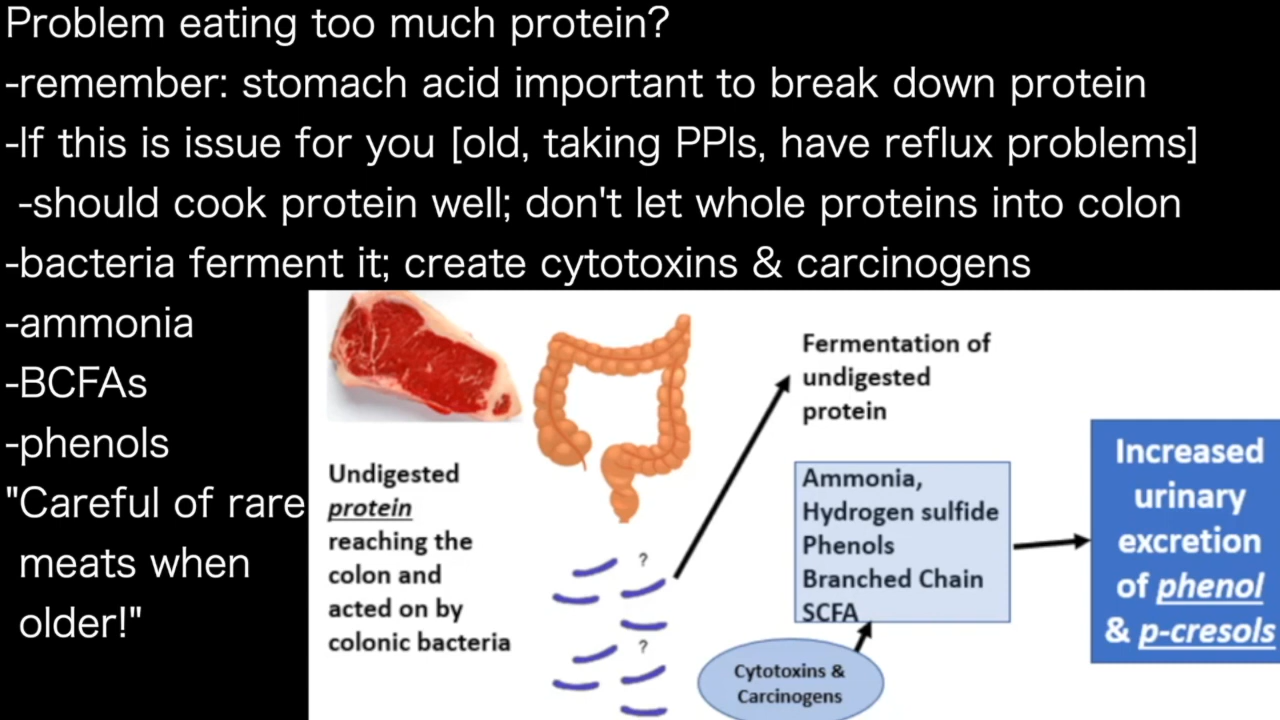 Problem eating too much protein?
-remember: stomach acid important to break down protein
-If this is issue for you [old, taking PPIs, have reflux problems]
-should cook protein well; don't let whole proteins into colon
-bacteria ferment it; create cytotoxins & carcinogens
-ammonia
-BCFAs
-phenols
"Careful of rare
meats when
older!"
Undigested
protein
reaching the
colon and
acted on by
colonic bacteria
?
?
Fermentation of
undigested
protein
Ammonia,
Hydrogen sulfide
Phenols
Branched Chain
SCFA
Cytotoxins &
Carcinogens
Increased
urinary
excretion
of phenol
& p-cresols